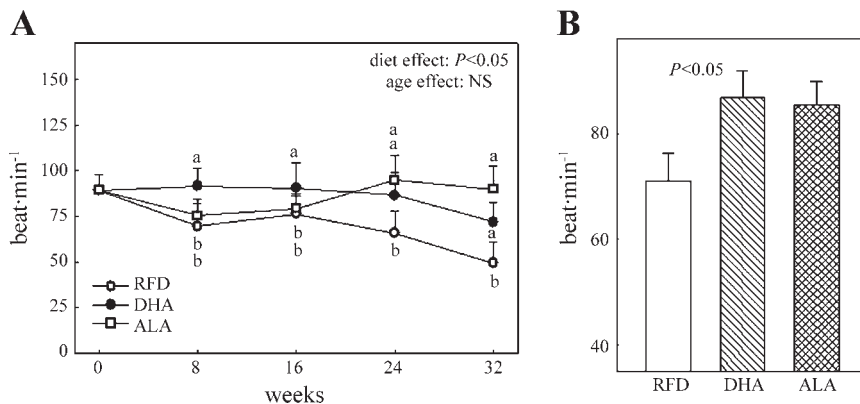 A
B
diet effect: P<0.05
age effect: NS
P<0.05
150
125
100
75
50
25
0
beat·min⁻¹
a
a
a
a
a
a
b
b
b
b
b
b
RFD
DHA
ALA
0
8
16
24
32
weeks
80
60
40
beat·min⁻¹
RFD
DHA
ALA